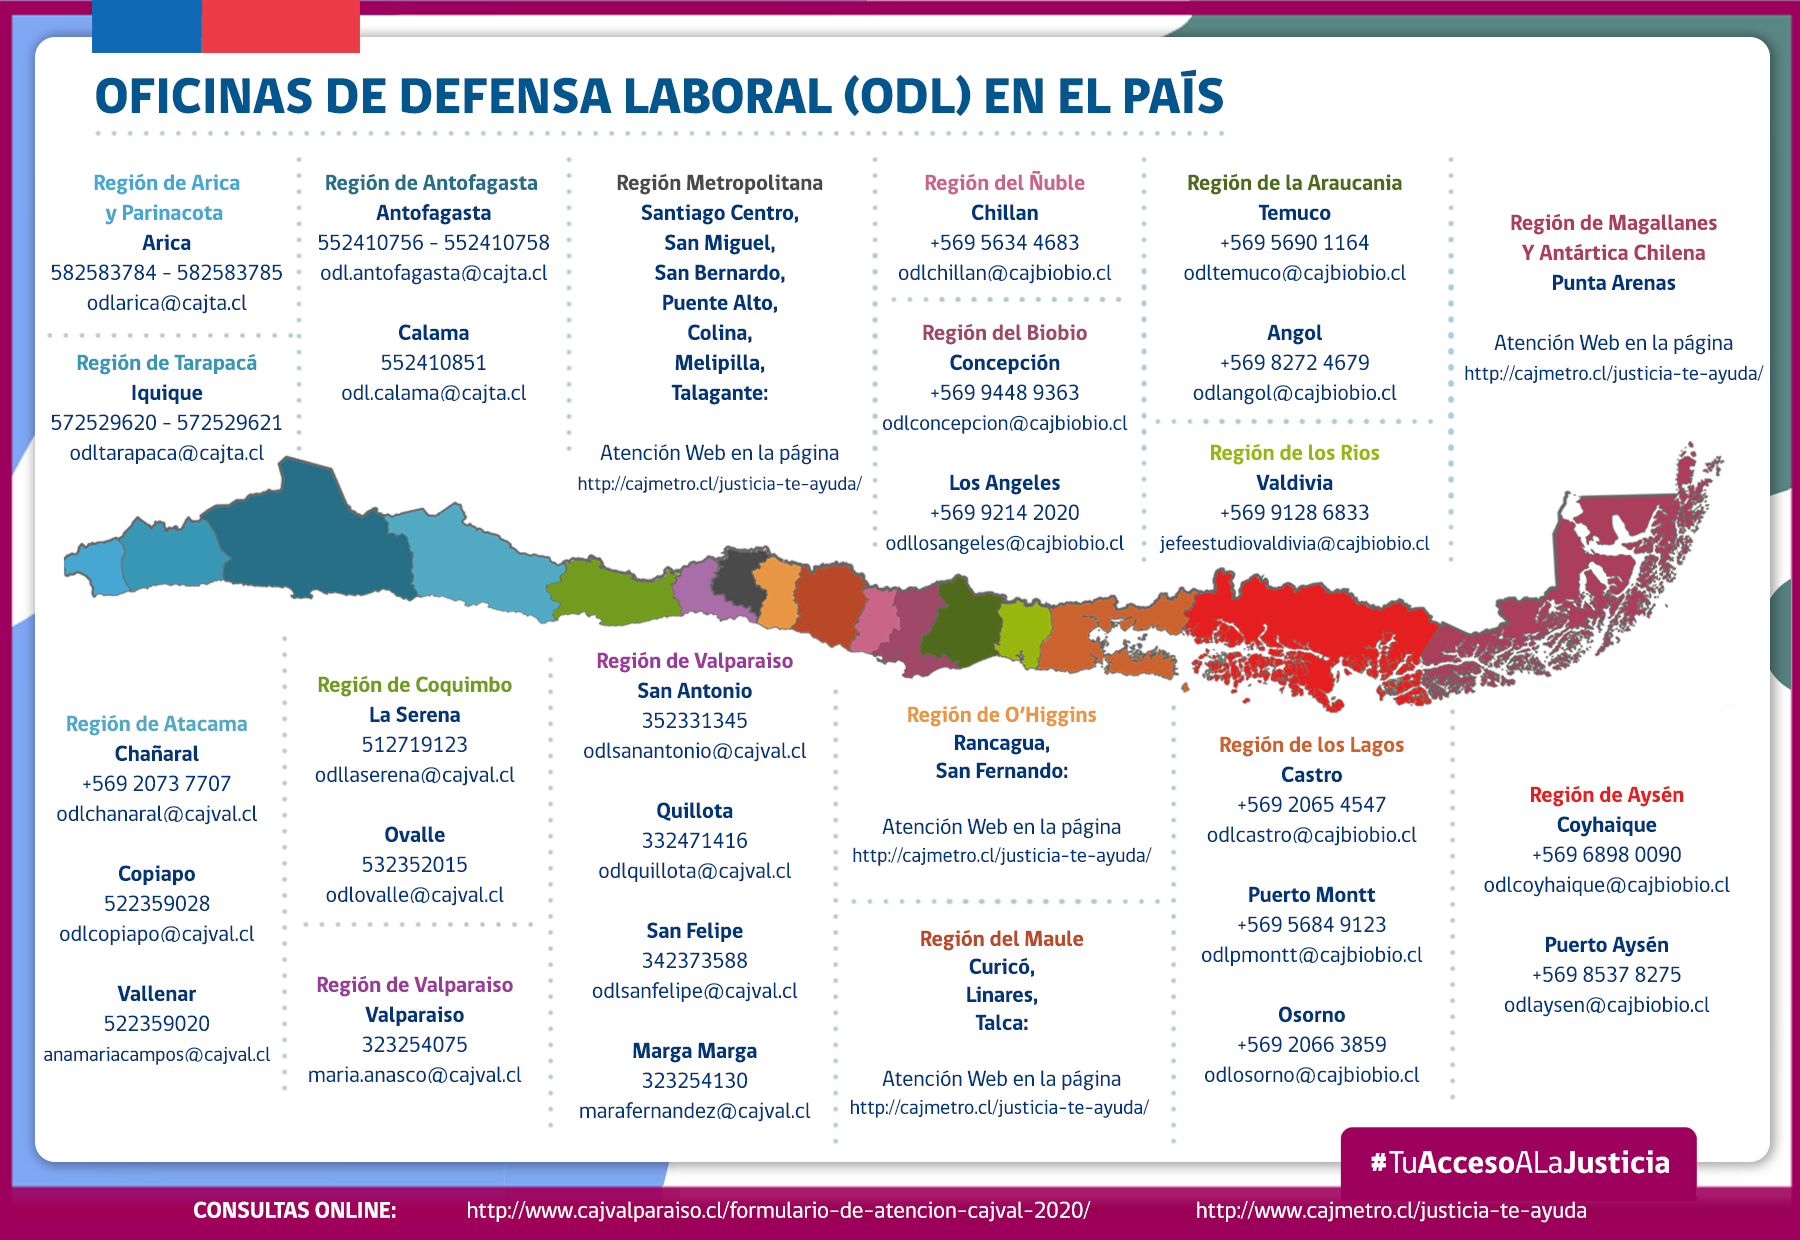 OFICINAS DE DEFENSA LABORAL (ODL) EN EL PAÍS
Región de Arica
y Parinacota
Arica
582583784 - 582583785
odlarica@cajta.cl
Región de Tarapacá
Iquique
572529620 - 572529621
odltarapaca@cajta.cl
Región de Antofagasta
Antofagasta
552410756 - 552410758
odl.antofagasta@cajta.cl
Calama
552410851
odl.calama@cajta.cl
Región Metropolitana
Santiago Centro,
San Miguel,
San Bernardo,
Puente Alto,
Colina,
Melipilla,
Talagante:
Atención Web en la página
http://cajmetro.cl/justicia-te-ayuda/
Región del Ñuble
Chillan
+569 5634 4683
odlchillan@cajbiobio.cl
Región del Biobio
Concepción
+569 9448 9363
odlconcepcion@cajbiobio.cl
Los Angeles
+569 9214 2020
odllosangeles@cajbiobio.cl
Región de la Araucania
Temuco
+569 5690 1164
odltemuco@cajbiobio.cl
Angol
+569 8272 4679
odlangol@cajbiobio.cl
Región de los Rios
Valdivia
+569 9128 6833
jefeestudiovaldivia@cajbiobio.cl
Región de Magallanes
Y Antártica Chilena
Punta Arenas
Atención Web en la página
http://cajmetro.cl/justicia-te-ayuda/
Región de Atacama
Chañaral
+569 2073 7707
odlchanaral@cajval.cl
Copiapo
522359028
odlcopiapo@cajval.cl
Vallenar
522359020
anamariacampos@cajval.cl
Región de Coquimbo
La Serena
512719123
odllaserena@cajval.cl
Ovalle
532352015
odlovalle@cajval.cl
Región de Valparaiso
Valparaiso
323254075
maria.anasco@cajval.cl
Región de Valparaiso
San Antonio
352331345
odlsanantonio@cajval.cl
Quillota
332471416
odlquillota@cajval.cl
San Felipe
342373588
odlsanfelipe@cajval.cl
Marga Marga
323254130
marafernandez@cajval.cl
Región de O'Higgins
Rancagua,
San Fernando:
Atención Web en la página
http://cajmetro.cl/justicia-te-ayuda/
Región del Maule
Curicó,
Linares,
Talca:
Atención Web en la página
http://cajmetro.cl/justicia-te-ayuda/
Región de los Lagos
Castro
+569 2065 4547
odlcastro@cajbiobio.cl
Puerto Montt
+569 5684 9123
odlpmontt@cajbiobio.cl
Osorno
+569 2066 3859
odlosorno@cajbiobio.cl
Región de Aysén
Coyhaique
+569 6898 0090
odlcoyhaique@cajbiobio.cl
Puerto Aysén
+569 8537 8275
odlaysen@cajbiobio.cl
#TuAccesoALaJusticia
CONSULTAS ONLINE: http://www.cajvalparaiso.cl/formulario-de-atencion-cajval-2020/ http://www.cajmetro.cl/justicia-te-ayuda